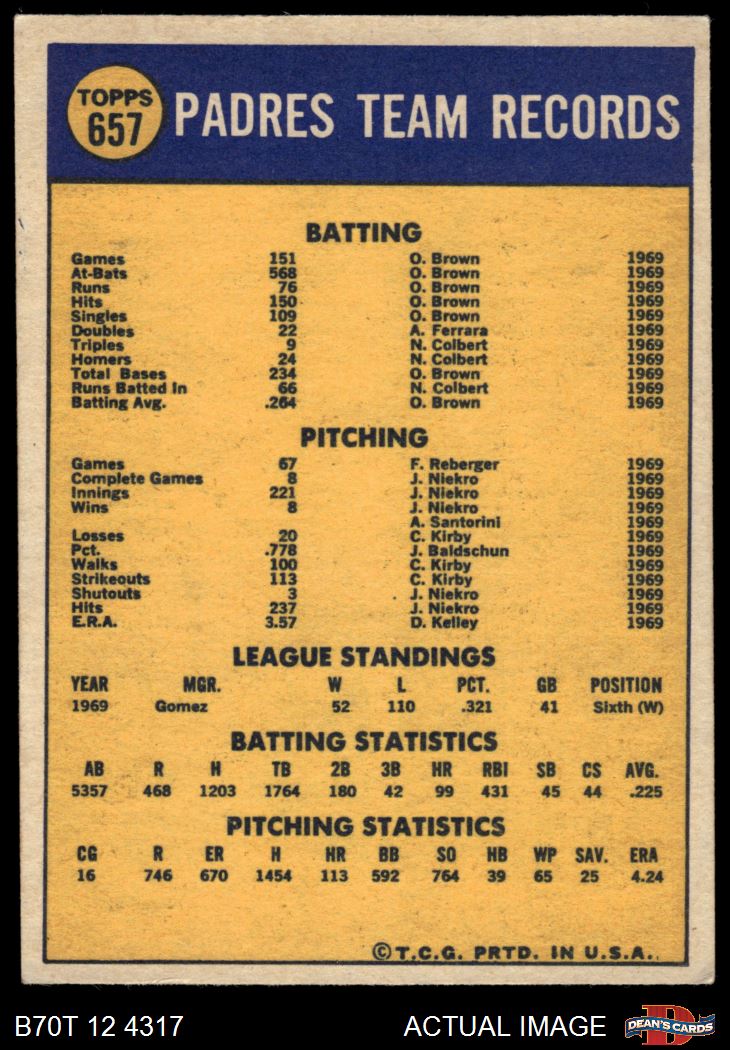 TOPPS
657
PADRES TEAM RECORDS
BATTING
Games 151 O. Brown 1969
At-Bats 568 O. Brown 1969
Runs 76 O. Brown 1969
Hits 150 O. Brown 1969
Singles 109 O. Brown 1969
Doubles 22 A. Ferrara 1969
Triples 9 N. Colbert 1969
Homers 24 N. Colbert 1969
Total Bases 234 O. Brown 1969
Runs Batted In 66 N. Colbert 1969
Batting Avg. .264 O. Brown 1969
PITCHING
Games 67 F. Reberger 1969
Complete Games 8 J. Niekro 1969
Innings 221 J. Niekro 1969
Wins 8 J. Niekro 1969
A. Santorini 1969
Losses 20 C. Kirby 1969
Pct. .778 J. Baldschun 1969
Walks 100 C. Kirby 1969
Strikeouts 113 C. Kirby 1969
Shutouts 3 J. Niekro 1969
Hits 237 J. Niekro 1969
E.R.A. 3.57 D. Kelley 1969
LEAGUE STANDINGS
YEAR MGR. W L PCT. GB POSITION
1969 Gomez 52 110 .321 41 Sixth (W)
BATTING STATISTICS
AB R H TB 2B 3B HR RBI SB CS AVG.
5357 468 1203 1764 180 42 99 431 45 44 .225
PITCHING STATISTICS
CG R ER H HR BB SO HB WP SAV. ERA
16 746 670 1454 113 592 764 39 65 25 4.24
©T.C.G. PRTD. IN U.S.A.
B70T 12 4317 ACTUAL IMAGE
D
DEAN'S CARDS